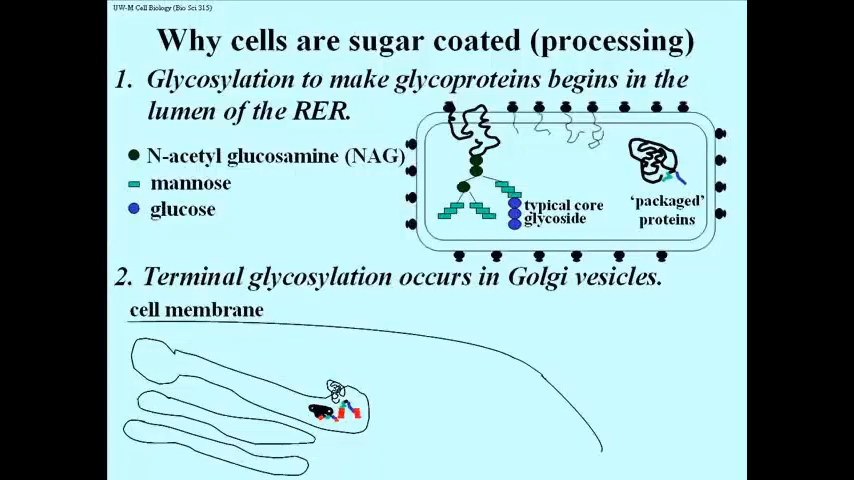 UW-M Cell Biology (Bio Sci 315)
Why cells are sugar coated (processing)
1. Glycosylation to make glycoproteins begins in the
lumen of the RER.
N-acetyl glucosamine (NAG)
mannose
glucose
typical core
glycoside
‘packaged’
proteins
2. Terminal glycosylation occurs in Golgi vesicles.
cell membrane